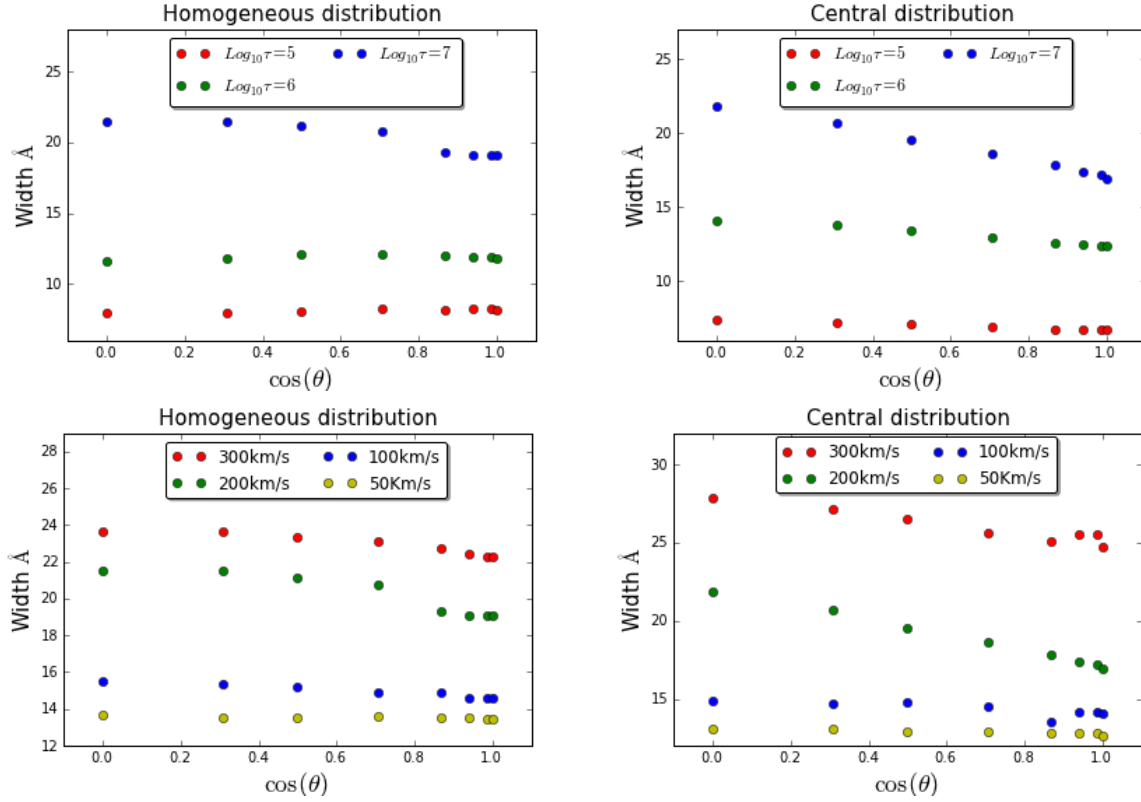 Homogeneous distribution
Log10τ=5 Log10τ=7
Log10τ=6
25
20
15
10
Width Å
0.0 0.2 0.4 0.6 0.8 1.0
cos(θ)
Central distribution
Log10τ=5 Log10τ=7
Log10τ=6
25
20
15
10
Width Å
0.0 0.2 0.4 0.6 0.8 1.0
cos(θ)
Homogeneous distribution
300km/s 100km/s
200km/s 50Km/s
28
26
24
22
20
18
16
14
12
Width Å
0.0 0.2 0.4 0.6 0.8 1.0
cos(θ)
Central distribution
300km/s 100km/s
200km/s 50Km/s
30
25
20
15
Width Å
0.0 0.2 0.4 0.6 0.8 1.0
cos(θ)